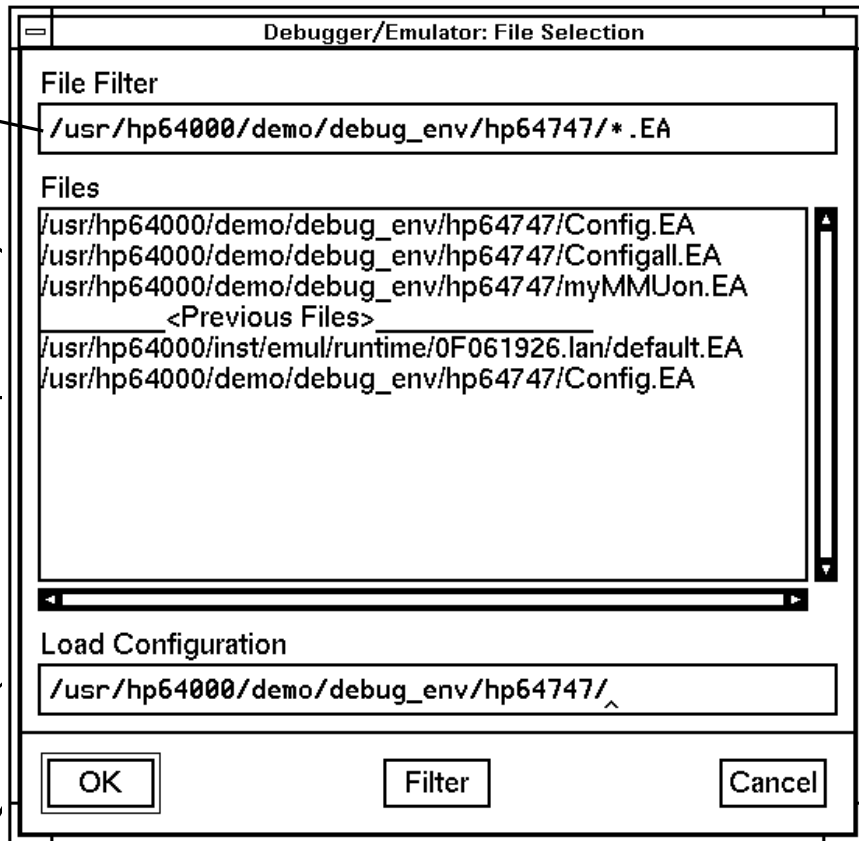 Debugger/Emulator: File Selection
File Filter
/usr/hp64000/demo/debug_env/hp64747/*.EA
Files
/usr/hp64000/demo/debug_env/hp64747/Config.EA
/usr/hp64000/demo/debug_env/hp64747/Configall.EA
/usr/hp64000/demo/debug_env/hp64747/myMMUon.EA
_________<Previous Files>________________
/usr/hp64000/inst/emul/runtime/0F061926.lan/default.EA
/usr/hp64000/demo/debug_env/hp64747/Config.EA
Load Configuration
/usr/hp64000/demo/debug_env/hp64747/
OK Filter Cancel